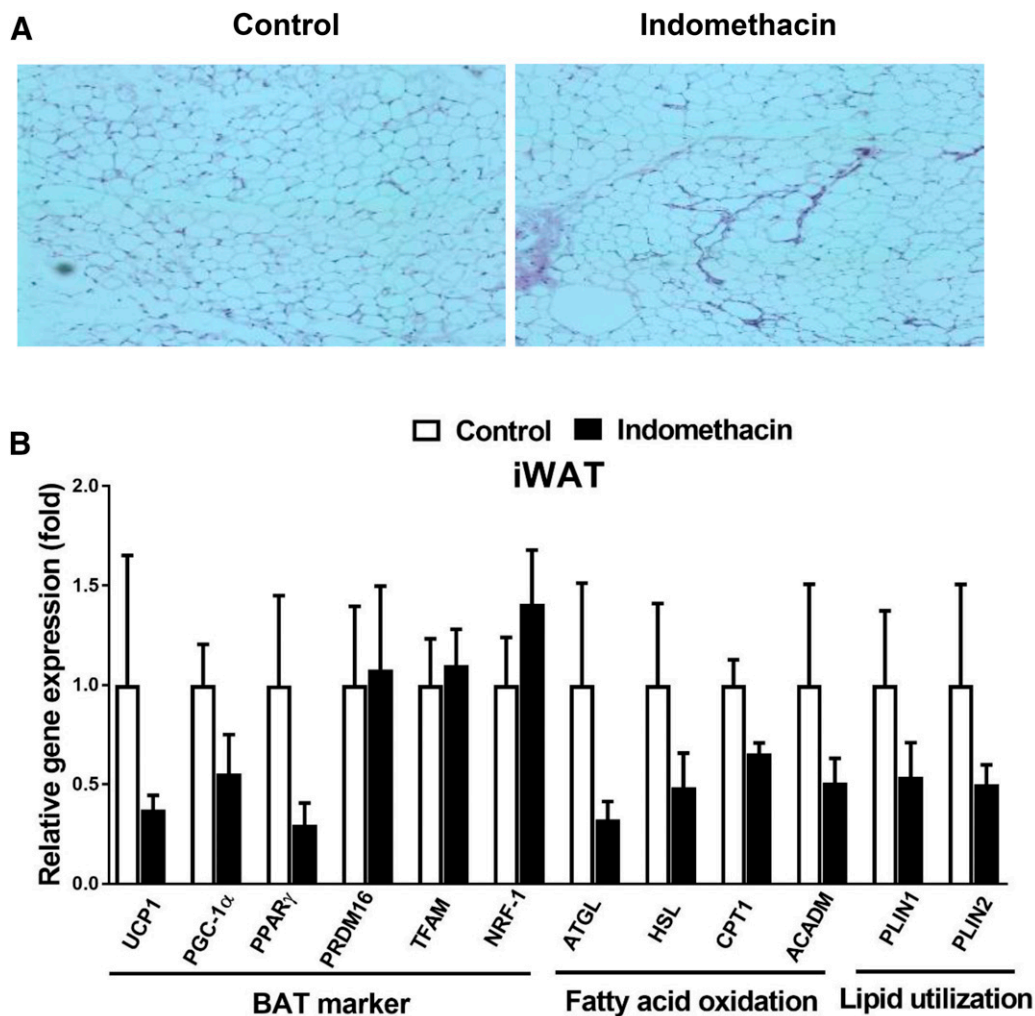 A
Control Indomethacin
B
Control Indomethacin
iWAT
Relative gene expression (fold)
2.0
1.5
1.0
0.5
0.0
UCP1 PGC-1α PPARγ PRDM16 TFAM NRF-1 ATGL HSL CPT1 ACADM PLIN1 PLIN2
BAT marker Fatty acid oxidation Lipid utilization